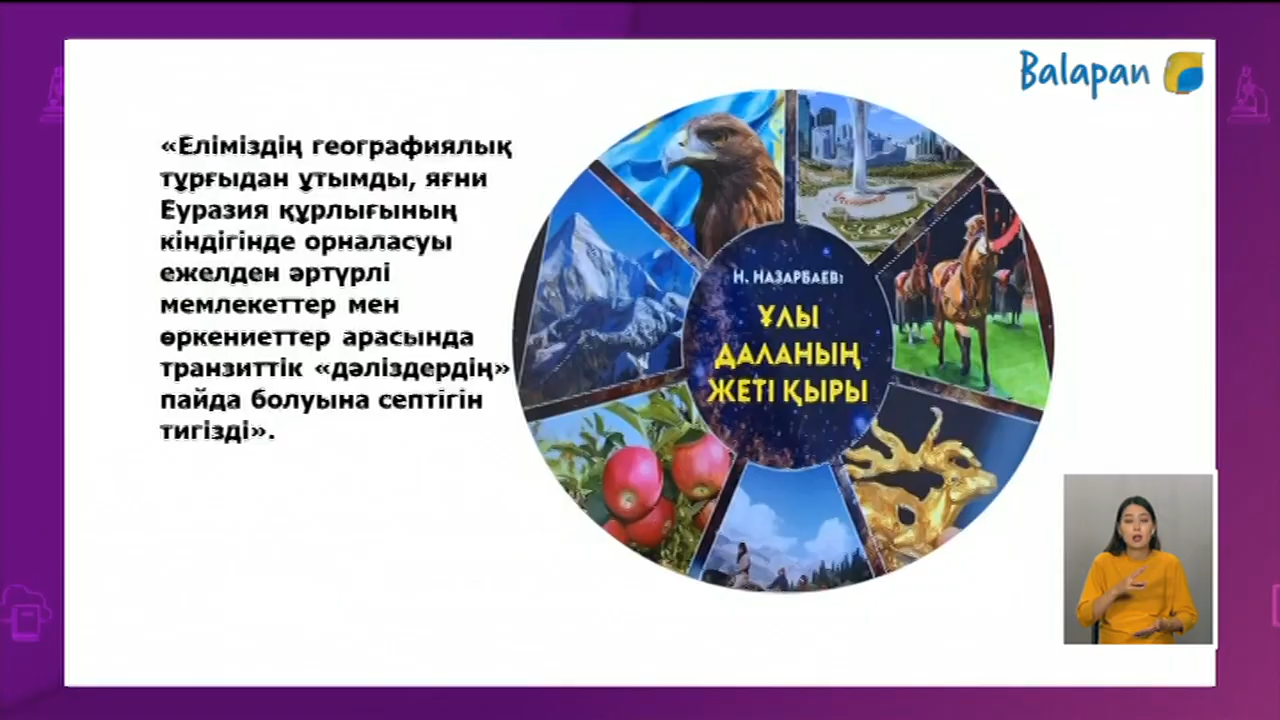 Balapan
«Еліміздің географиялық
тұрғыдан ұтымды, яғни
Еуразия құрлығының
кіндігінде орналасуы
ежелден әртүрлі
мемлекеттер мен
өркениеттер арасында
транзиттік «дәліздердің»
пайда болуына септігін
тигізді».
Н. НАЗАРБАЕВ:
ҰЛЫ
ДАЛАНЫҢ
ЖЕТІ ҚЫРЫ